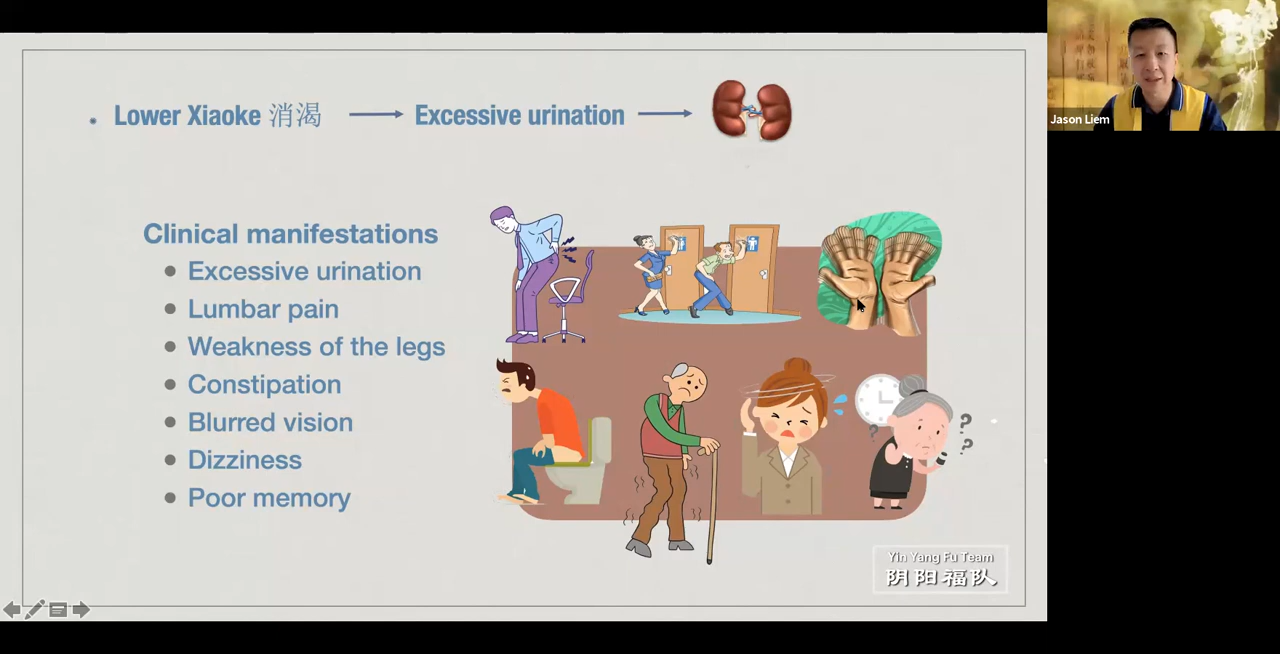 Lower Xiaoke 消渴 Excessive urination
Clinical manifestations
Excessive urination
Lumbar pain
Weakness of the legs
Constipation
Blurred vision
Dizziness
Poor memory
? ?
?
Yin Yang Fu Team
阴阳福队
Jason Liem